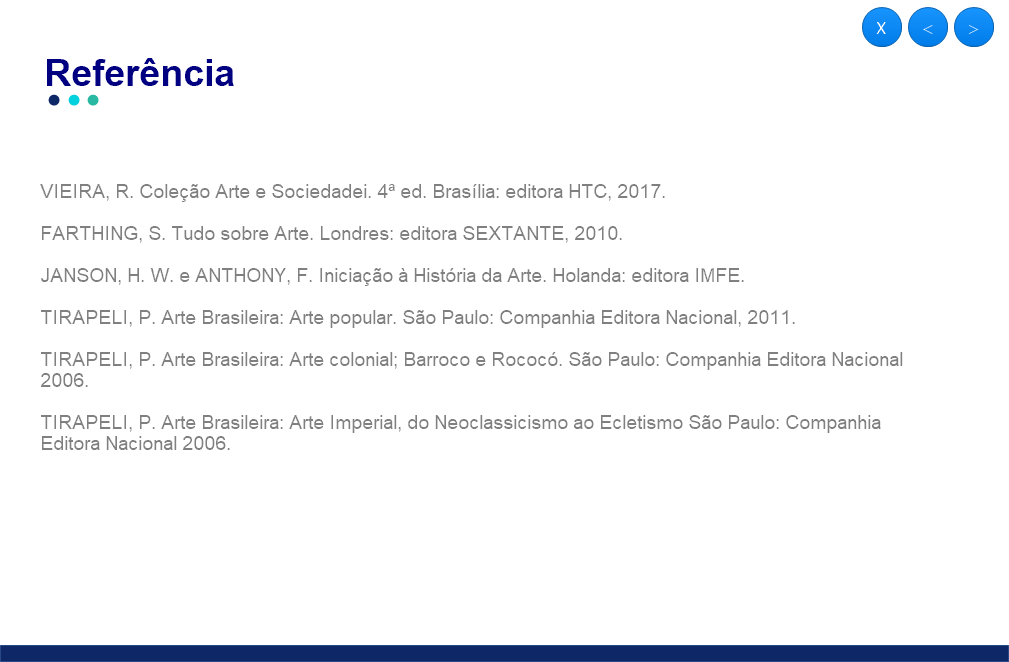 X < >
Referência
VIEIRA, R. Coleção Arte e Sociedadei. 4ª ed. Brasília: editora HTC, 2017.
FARTHING, S. Tudo sobre Arte. Londres: editora SEXTANTE, 2010.
JANSON, H. W. e ANTHONY, F. Iniciação à História da Arte. Holanda: editora IMFE.
TIRAPELI, P. Arte Brasileira: Arte popular. São Paulo: Companhia Editora Nacional, 2011.
TIRAPELI, P. Arte Brasileira: Arte colonial; Barroco e Rococó. São Paulo: Companhia Editora Nacional
2006.
TIRAPELI, P. Arte Brasileira: Arte Imperial, do Neoclassicismo ao Ecletismo São Paulo: Companhia
Editora Nacional 2006.